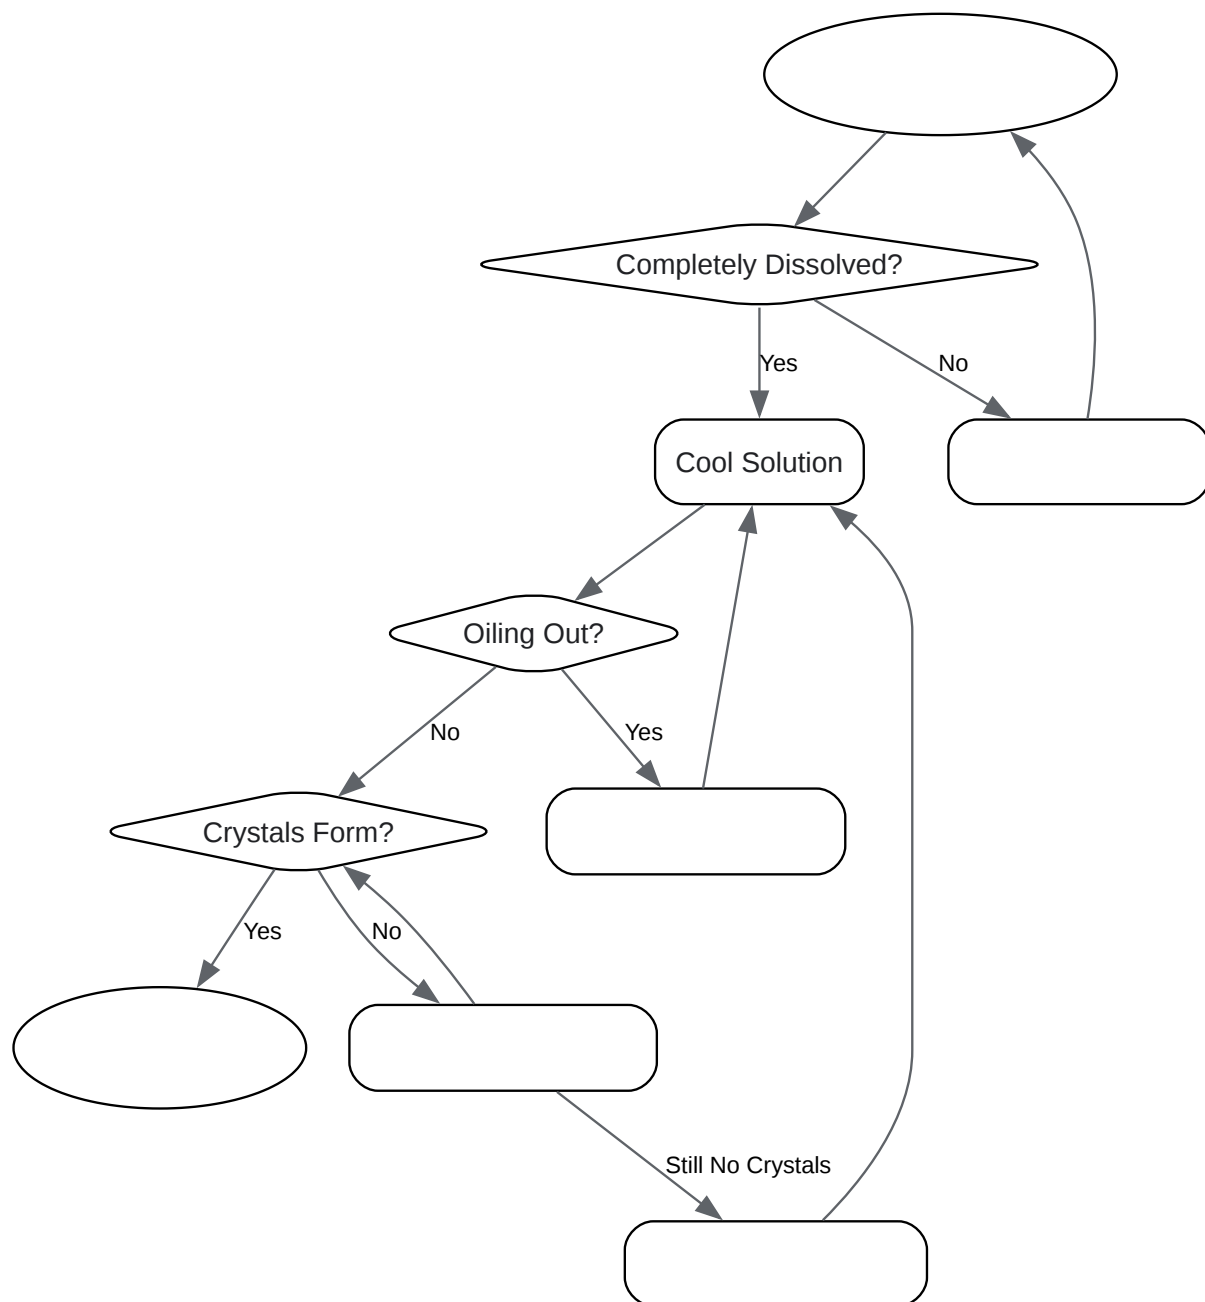 Completely Dissolved?
Yes
No
Cool Solution
Oiling Out?
No
Yes
Crystals Form?
Yes
No
Still No Crystals